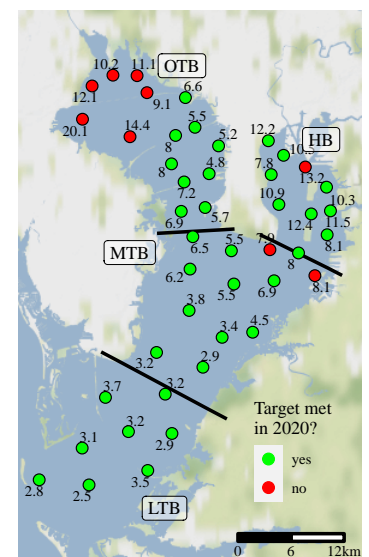 10.2 11.1
OTB
12.1 9.1 6.6
20.1 14.4 5.5
8 5.2 12.2
HB
10.5
8 4.8 7.8 13.2
7.2
6.9 5.7 10.9 12.4 10.3
11.5
MTB 6.5 5.5 7.9 8.1
6.2 8
5.5 6.9 8.1
3.8
3.4 4.5
3.2 2.9
3.7 3.2
Target met
in 2020?
3.1 3.2 2.9
yes
2.8 2.5 3.5
no
LTB
0 6 12km